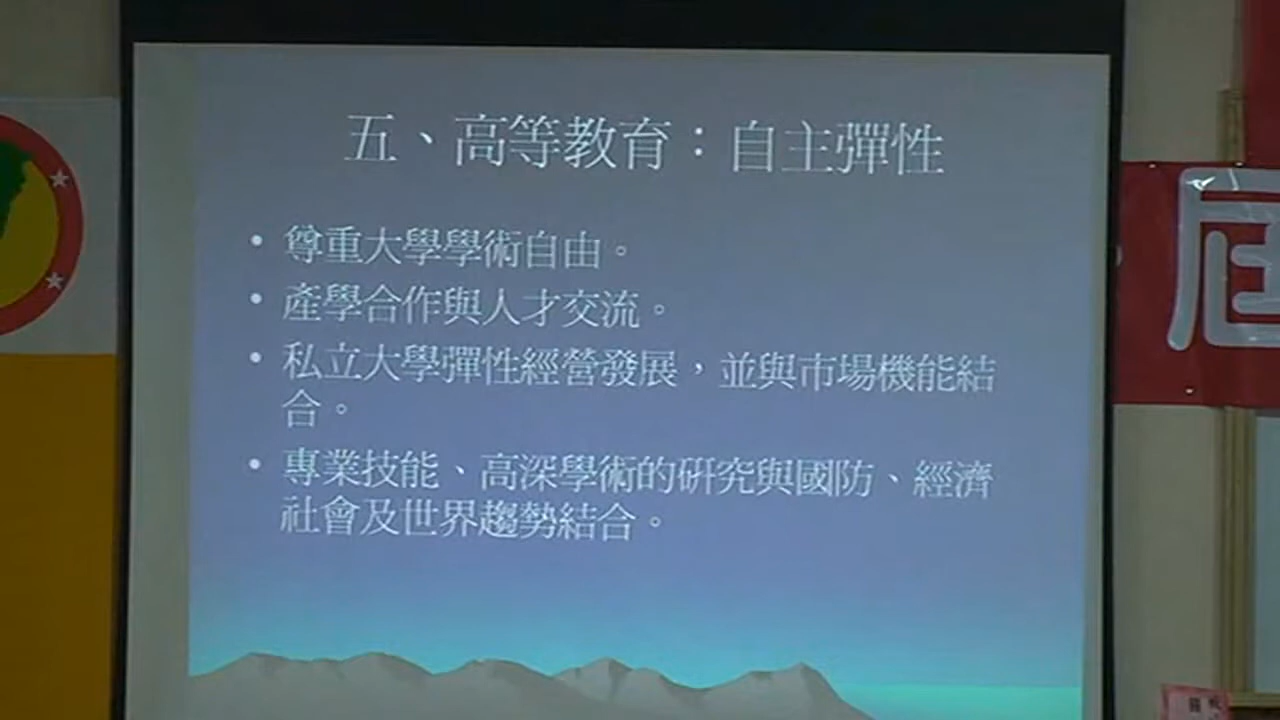 五、高等教育：自主彈性
• 尊重大學學術自由。
• 產學合作與人才交流。
• 私立大學彈性經營發展，並與市場機能結
合。
• 專業技能、高深學術的研究與國防、經濟
社會及世界趨勢結合。
屆